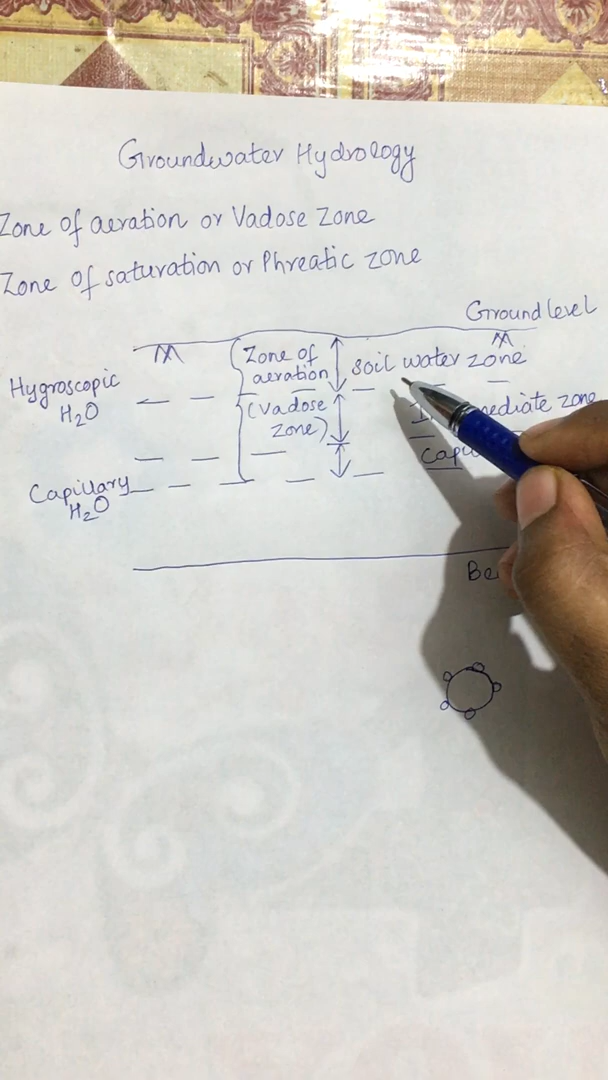 Groundwater Hydrology
Zone of aeration or Vadose Zone
Zone of saturation or Phreatic zone
Ground level
Zone of aeration (Vadose zone)
soil water zone
Hygroscopic H2O
zone
Capillary H2O